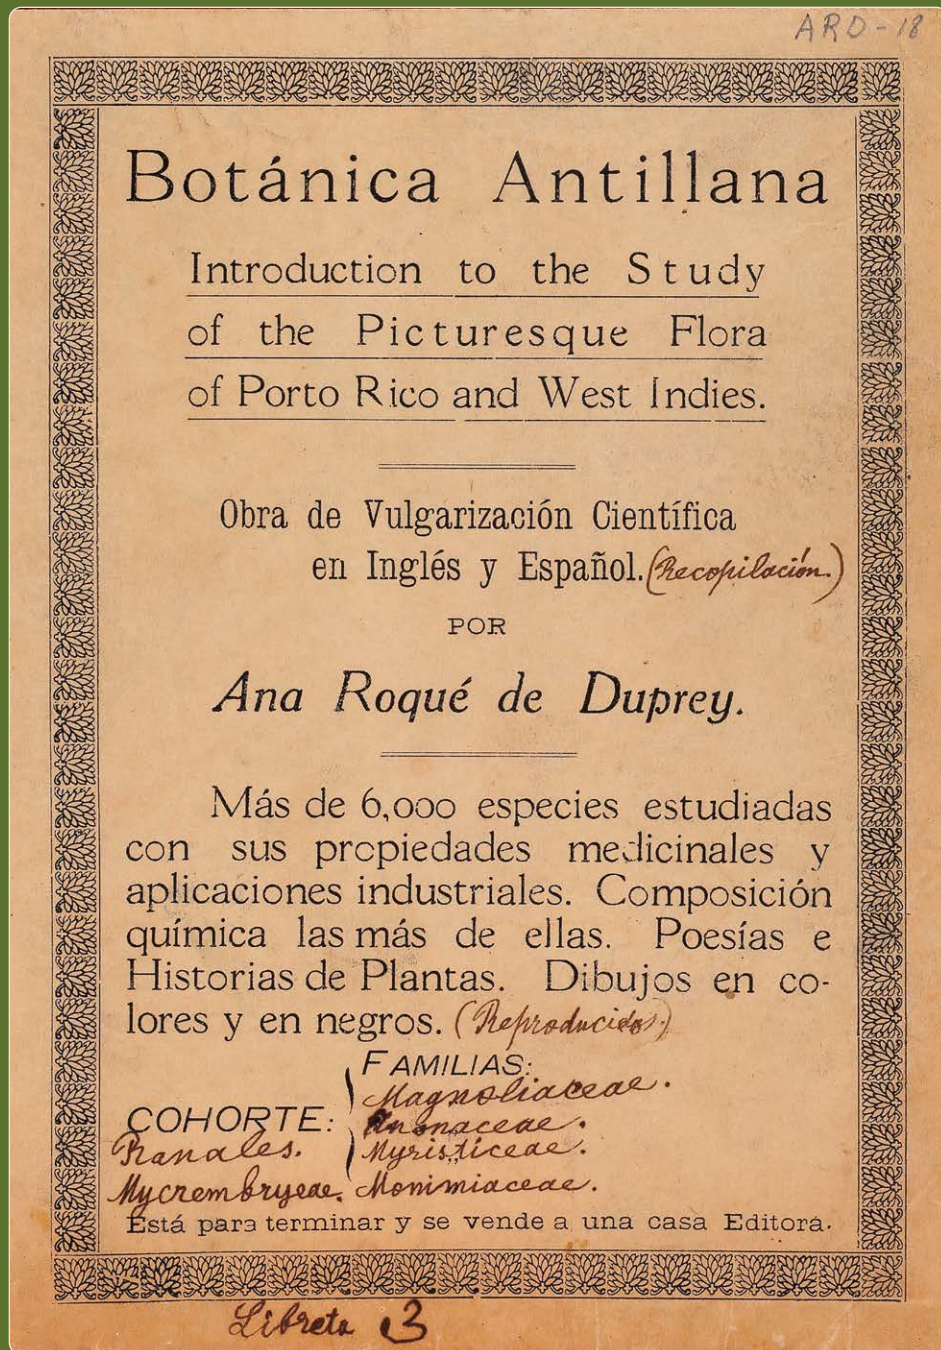 ARD-18
Botánica Antillana
Introduction to the Study
of the Picturesque Flora
of Porto Rico and West Indies.
Obra de Vulgarización Científica
en Inglés y Español. (Recopilación.)
POR
Ana Roqué de Duprey.
Más de 6,000 especies estudiadas
con sus propiedades medicinales y
aplicaciones industriales. Composición
química las más de ellas. Poesías e
Historias de Plantas. Dibujos en co-
lores y en negros. (Reproducidos.)
FAMILIAS:
Magnoliaceae.
COHORTE: Anonaceae.
Ranales. Myristiceae.
Mycrembryeae. Monimiaceae.
Está para terminar y se vende a una casa Editora.
Libreta 3